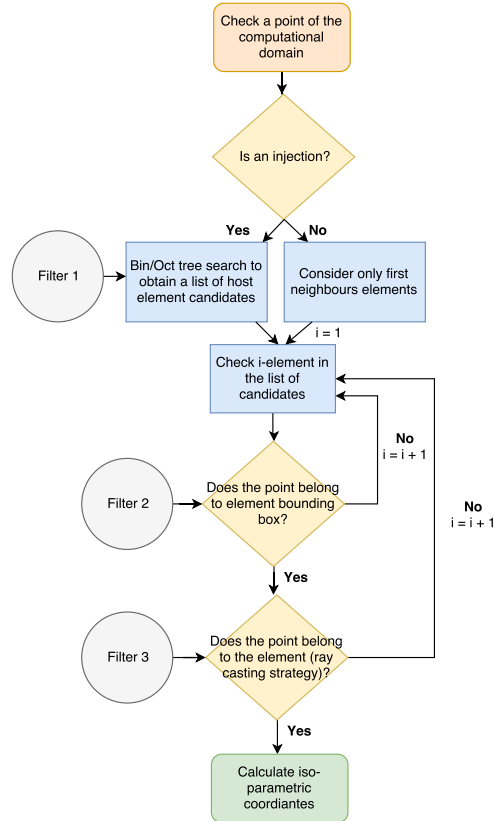 Check a point of the
computational
domain
Is an injection?
Yes
No
Filter 1
Bin/Oct tree search to
obtain a list of host
element candidates
Consider only first
neighbours elements
i = 1
Check i-element in
the list of
candidates
No
i = i + 1
Filter 2
Does the point belong
to element bounding
box?
No
i = i + 1
Yes
Filter 3
Does the point belong
to the element (ray
casting strategy)?
Yes
Calculate iso-
parametric
coordiantes